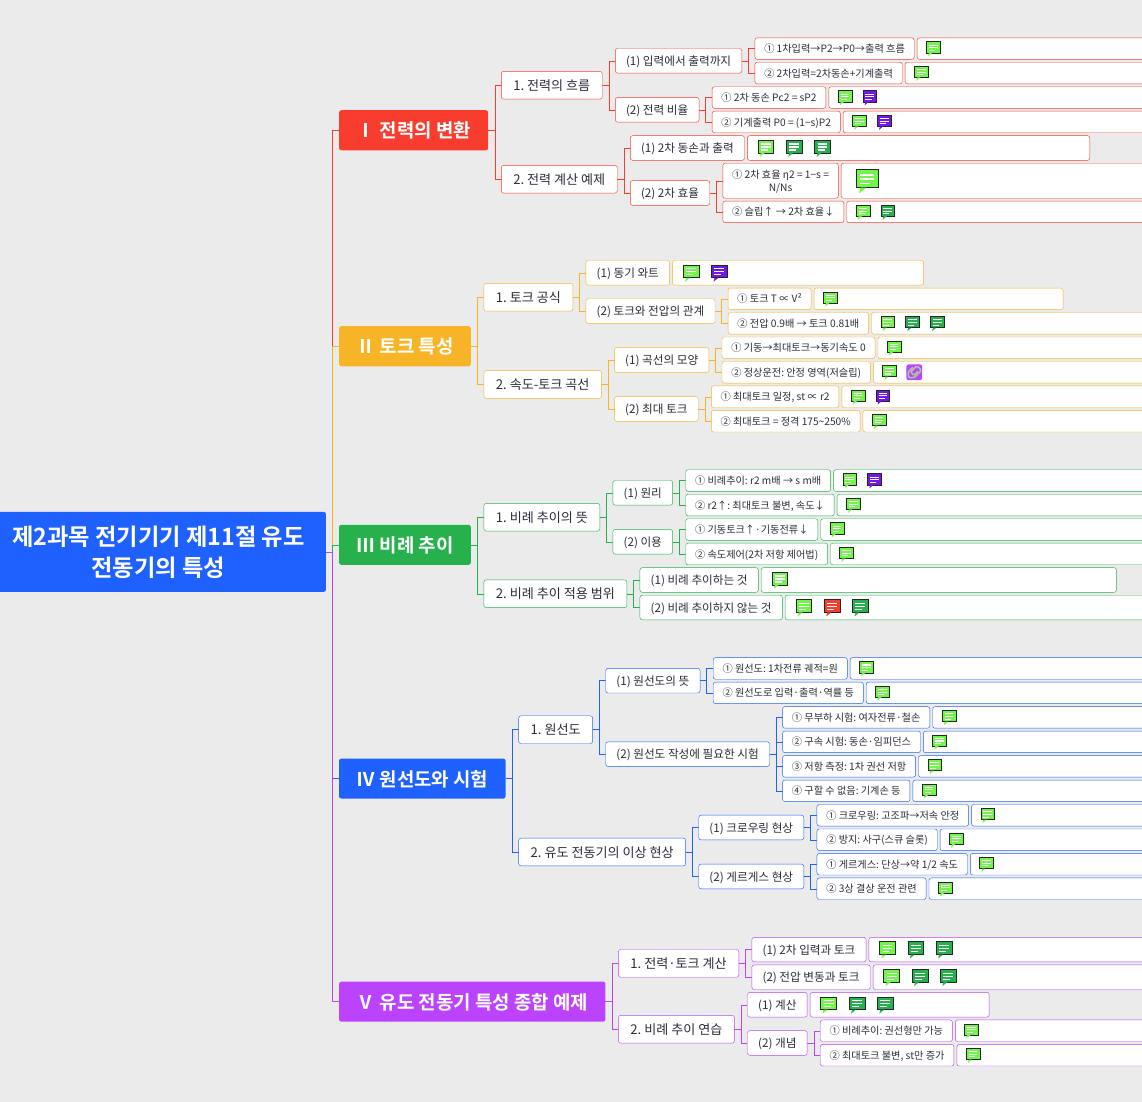 제2과목 전기기기 제11절 유도
전동기의 특성
Ⅰ 전력의 변환
1. 전력의 흐름
(1) 입력에서 출력까지
① 1차입력→P2→P0→출력 흐름
② 2차입력=2차동손+기계출력
(2) 전력 비율
① 2차 동손 Pc2 = sP2
② 기계출력 P0 = (1−s)P2
2. 전력 계산 예제
(1) 2차 동손과 출력
(2) 2차 효율
① 2차 효율 η2 = 1−s =
N/Ns
② 슬립↑ → 2차 효율↓
Ⅱ 토크 특성
1. 토크 공식
(1) 동기 와트
(2) 토크와 전압의 관계
① 토크 T ∝ V²
② 전압 0.9배 → 토크 0.81배
2. 속도-토크 곡선
(1) 곡선의 모양
① 기동→최대토크→동기속도 0
② 정상운전: 안정 영역(저슬립)
(2) 최대 토크
① 최대토크 일정, st ∝ r2
② 최대토크 = 정격 175~250%
Ⅲ 비례 추이
1. 비례 추이의 뜻
(1) 원리
① 비례추이: r2 m배 → s m배
② r2↑: 최대토크 불변, 속도↓
(2) 이용
① 기동토크↑·기동전류↓
② 속도제어(2차 저항 제어법)
2. 비례 추이 적용 범위
(1) 비례 추이하는 것
(2) 비례 추이하지 않는 것
Ⅳ 원선도와 시험
1. 원선도
(1) 원선도의 뜻
① 원선도: 1차전류 궤적=원
② 원선도로 입력·출력·역률 등
(2) 원선도 작성에 필요한 시험
① 무부하 시험: 여자전류·철손
② 구속 시험: 동손·임피던스
③ 저항 측정: 1차 권선 저항
④ 구할 수 없음: 기계손 등
2. 유도 전동기의 이상 현상
(1) 크로우링 현상
① 크로우링: 고조파→저속 안정
② 방지: 사구(스큐 슬롯)
(2) 게르게스 현상
① 게르게스: 단상→약 1/2 속도
② 3상 결상 운전 관련
Ⅴ 유도 전동기 특성 종합 예제
1. 전력·토크 계산
(1) 2차 입력과 토크
(2) 전압 변동과 토크
2. 비례 추이 연습
(1) 계산
(2) 개념
① 비례추이: 권선형만 가능
② 최대토크 불변, st만 증가